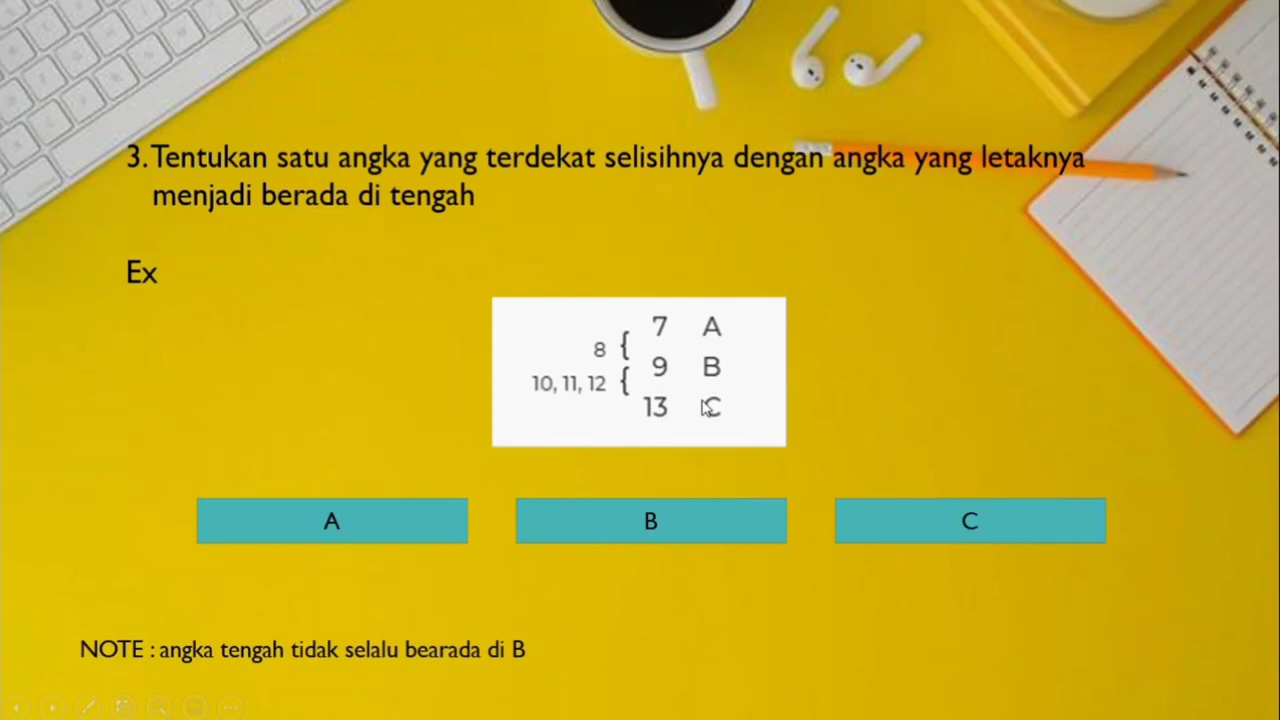 3. Tentukan satu angka yang terdekat selisihnya dengan angka yang letaknya
menjadi berada di tengah
Ex
7 A
8 {
9 B
10, 11, 12 {
13 C
A B C
NOTE : angka tengah tidak selalu bearada di B